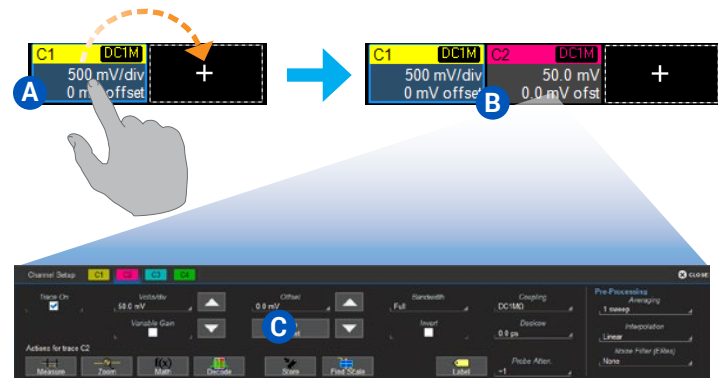 C1 DC1M
500 mV/div
0 mV offset
+
A
C1 DC1M C2 DC1M
500 mV/div 50.0 mV
0 mV offset 0.0 mV ofst
+
B
Channel Setup C1 C2 C3 C4 CLOSE
Trace On Volts/div Offset Bandwidth Coupling Pre-Processing
Averaging
50.0 mV 0.0 mV Full DC1MΩ 1 sweep
Variable Gain C Invert Deskew Interpolation
0.0 ps Linear
Actions for trace C2 Noise Filter (ERes)
Measure Zoom f(x) Math Decode Store Find Scale Label Probe Atten. None
÷1